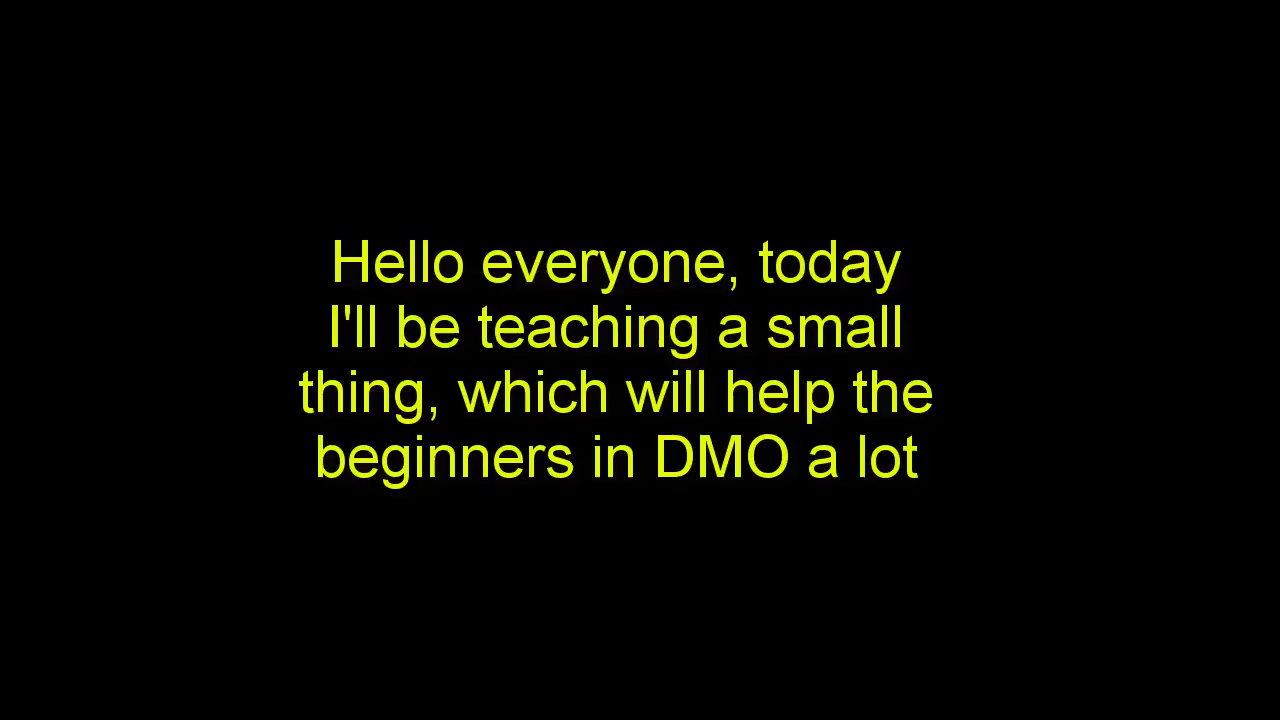 Hello everyone, today
I'll be teaching a small
thing, which will help the
beginners in DMO a lot